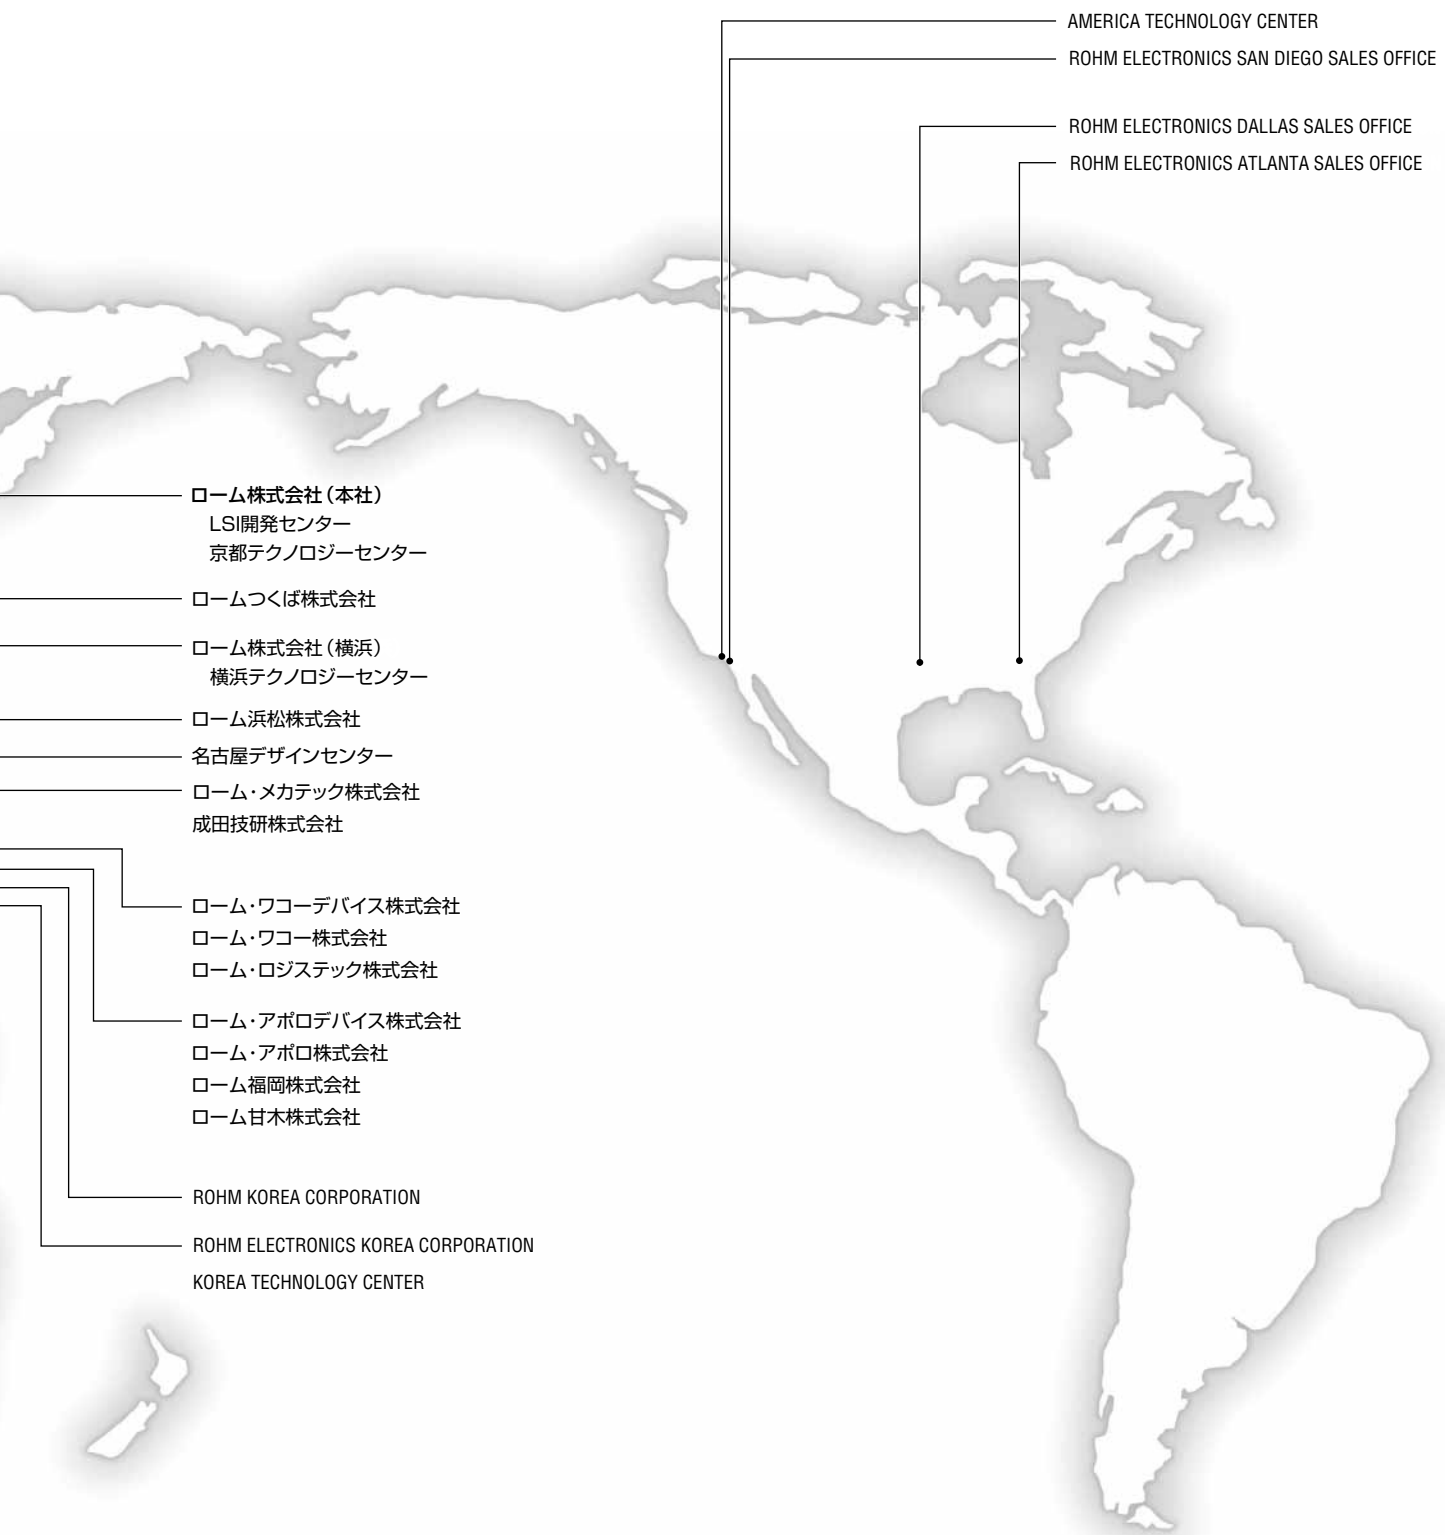 AMERICA TECHNOLOGY CENTER
ROHM ELECTRONICS SAN DIEGO SALES OFFICE
ROHM ELECTRONICS DALLAS SALES OFFICE
ROHM ELECTRONICS ATLANTA SALES OFFICE
ローム株式会社（本社）
LSI開発センター
京都テクノロジーセンター
ロームつくば株式会社
ローム株式会社（横浜）
横浜テクノロジーセンター
ローム浜松株式会社
名古屋デザインセンター
ローム・メカテック株式会社
成田技研株式会社
ローム・ワコーデバイス株式会社
ローム・ワコー株式会社
ローム・ロジステック株式会社
ローム・アポロデバイス株式会社
ローム・アポロ株式会社
ローム福岡株式会社
ローム甘木株式会社
ROHM KOREA CORPORATION
ROHM ELECTRONICS KOREA CORPORATION
KOREA TECHNOLOGY CENTER